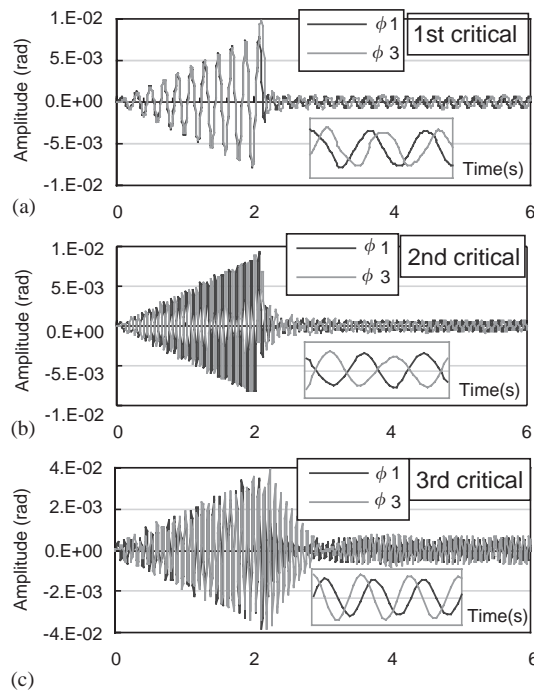 1.E-02
5.E-03
0.E+00
-5.E-03
-1.E-02
Amplitude (rad)
ϕ 1
ϕ 3
1st critical
Time(s)
(a)
0 2 4 6
1.E-02
5.E-03
0.E+00
-5.E-03
-1.E-02
Amplitude (rad)
ϕ 1
ϕ 3
2nd critical
Time(s)
(b)
0 2 4 6
4.E-02
2.E-03
0.E+00
-2.E-03
-4.E-02
Amplitude (rad)
ϕ 1
ϕ 3
3rd critical
Time(s)
(c)
0 2 4 6